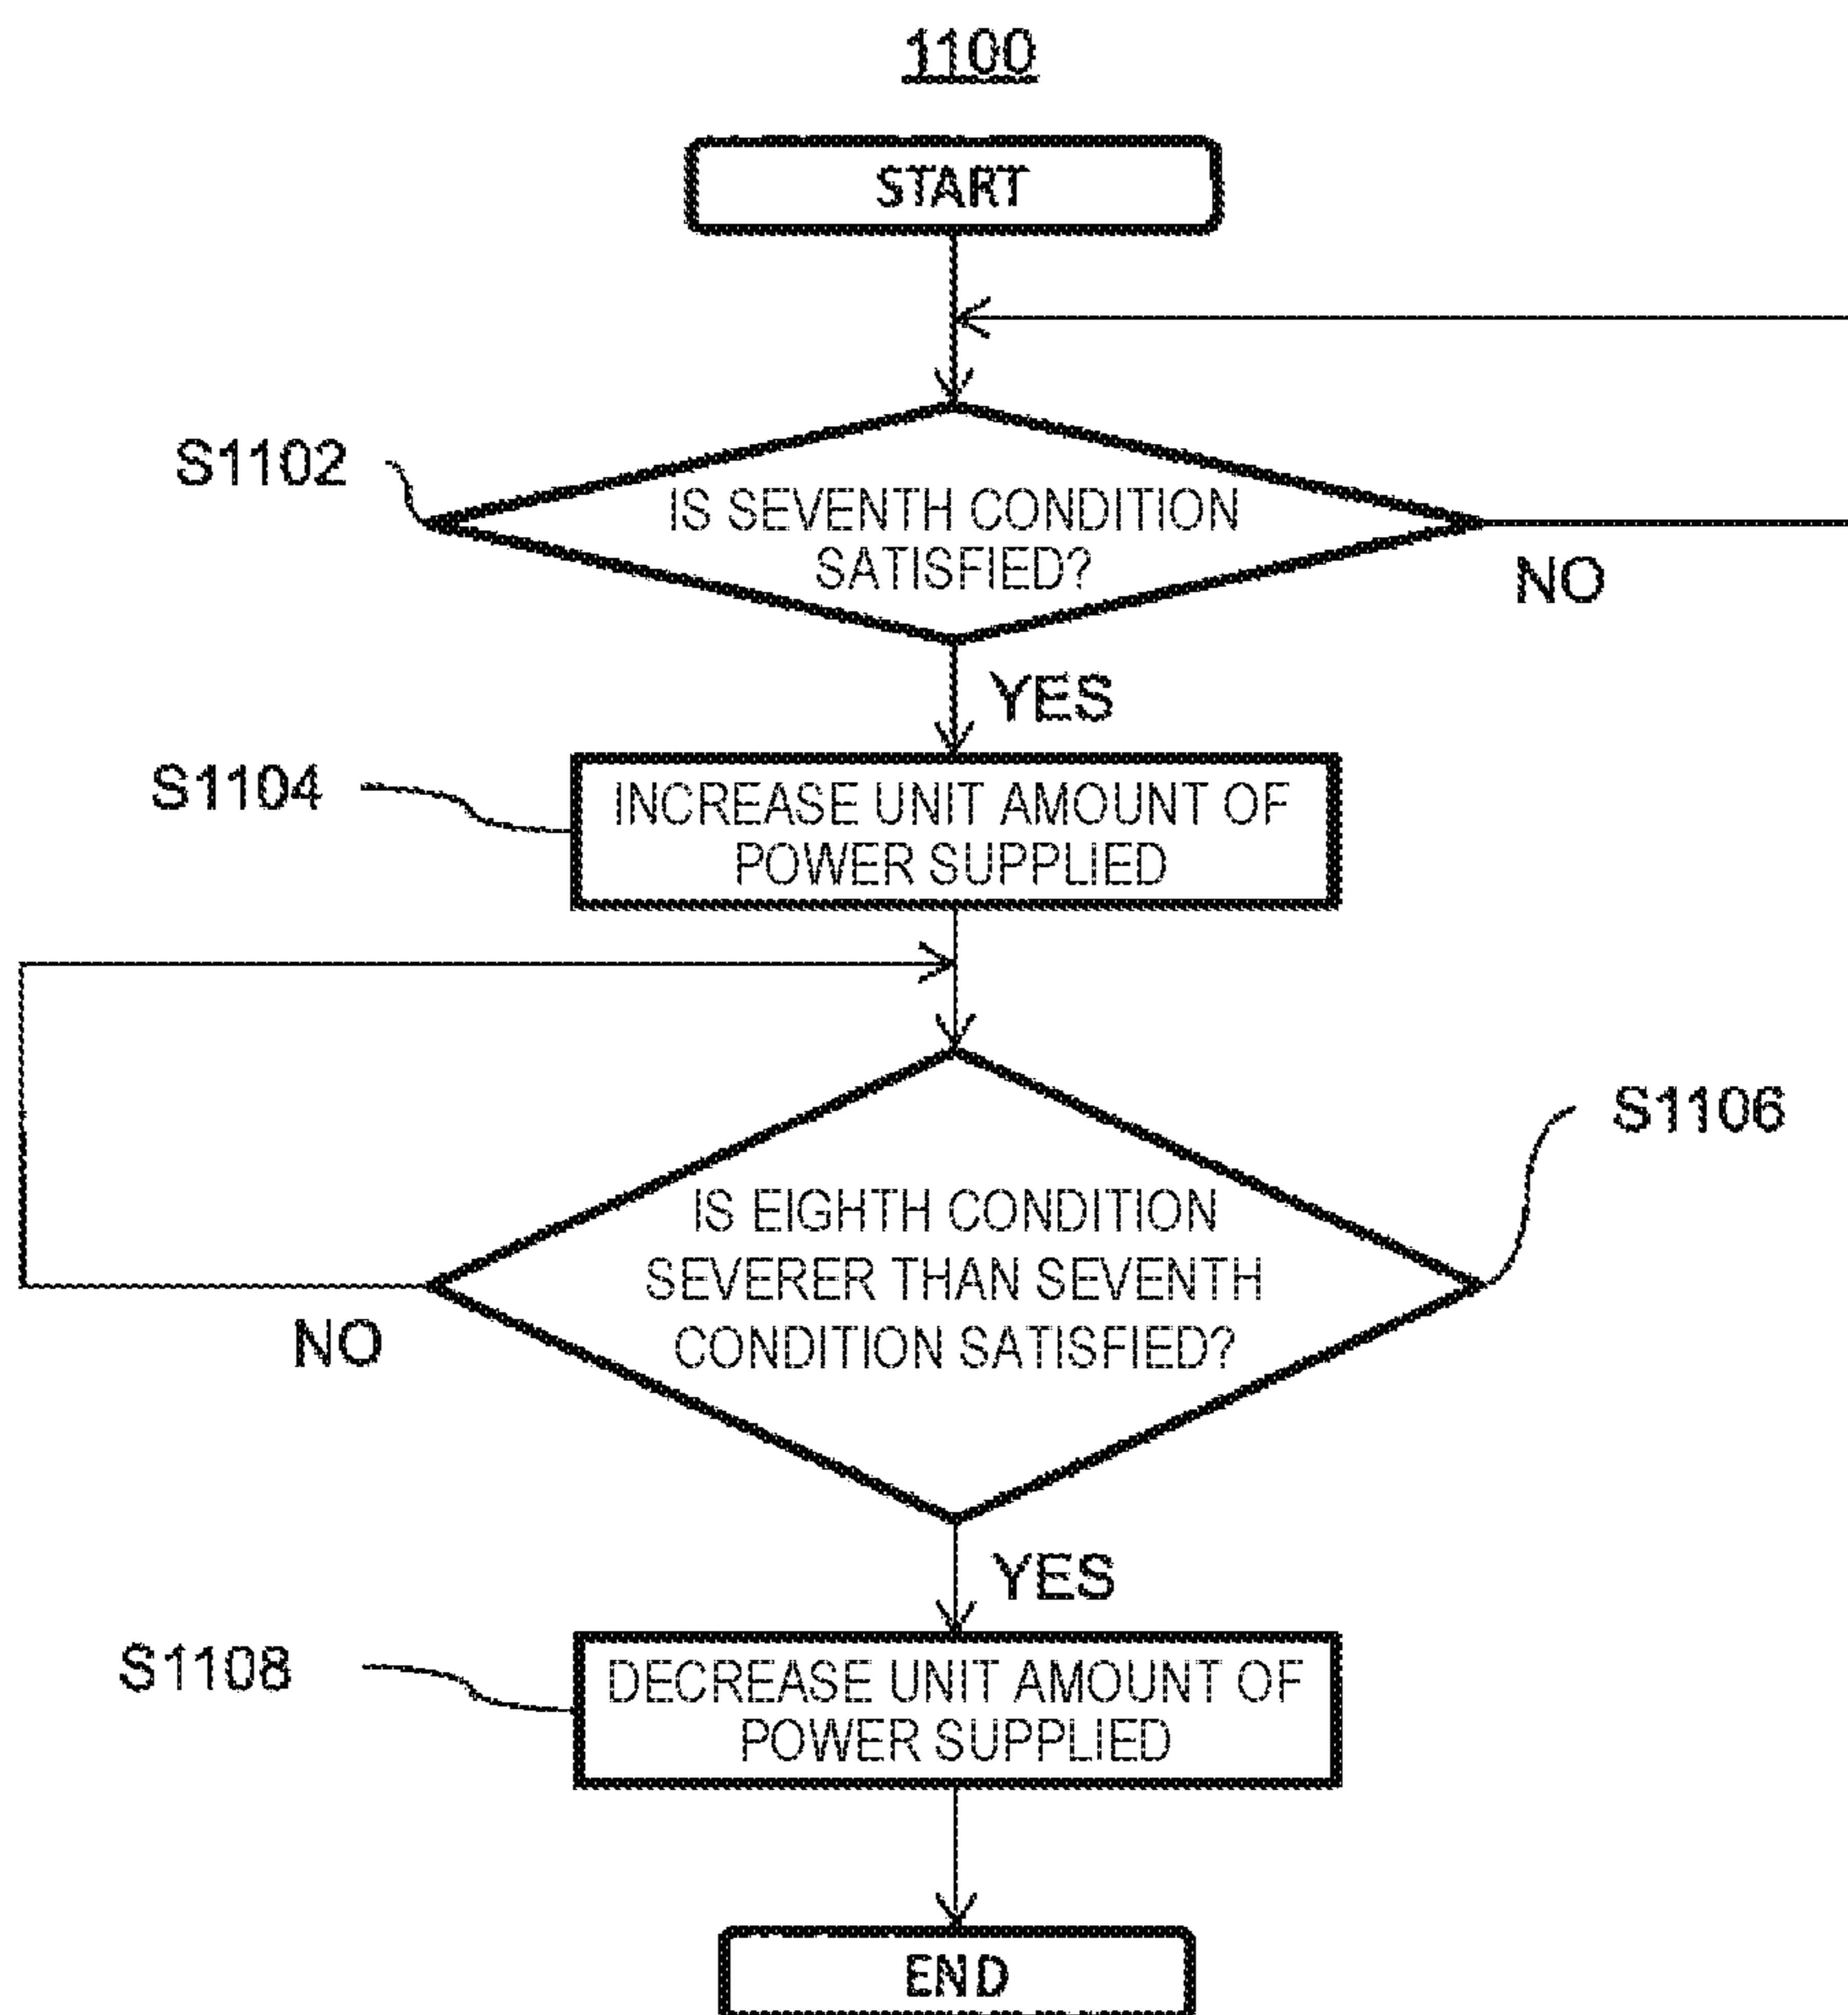 1100
START
S1102
IS SEVENTH CONDITION
SATISFIED?
NO
YES
S1104
INCREASE UNIT AMOUNT OF
POWER SUPPLIED
S1106
IS EIGHTH CONDITION
SEVERER THAN SEVENTH
CONDITION SATISFIED?
NO
YES
S1108
DECREASE UNIT AMOUNT OF
POWER SUPPLIED
END